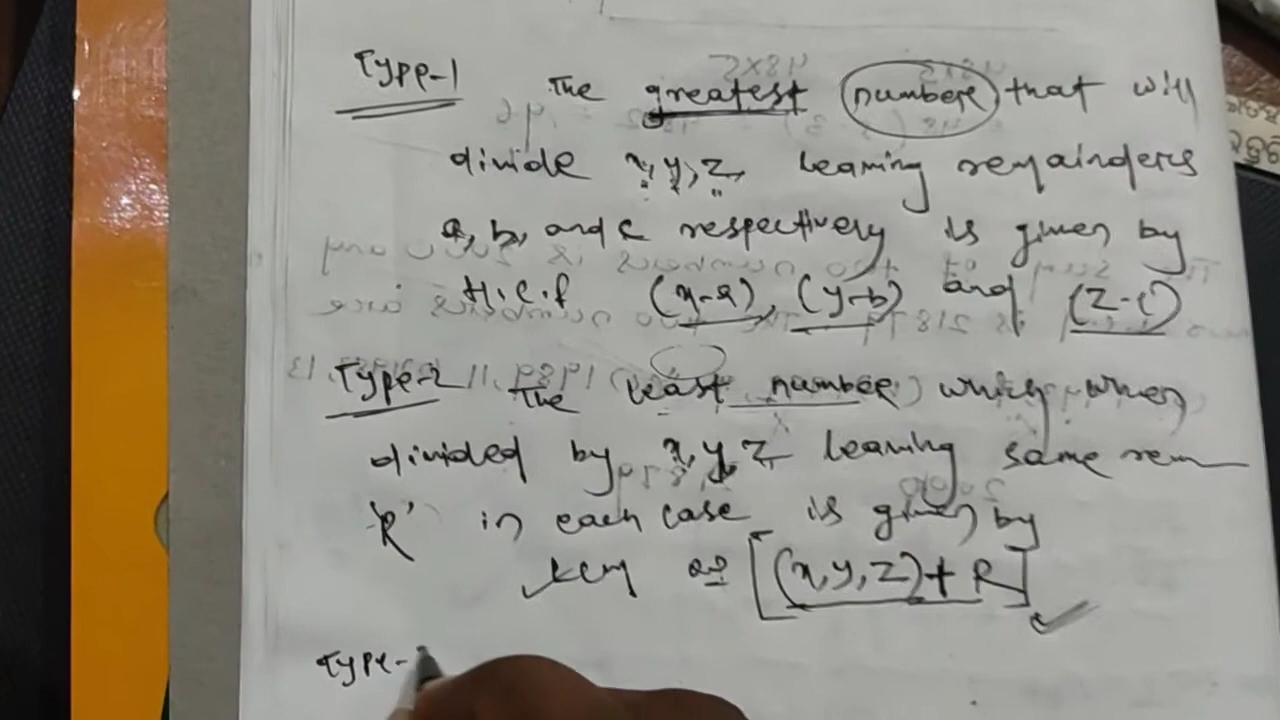 Type-1 The greatest number that will
divide x, y, z, leaving remainders
a, b, and c respectively is given by
H.C.F (x-a), (y-b) and (z-c)
Type-2 The least number which when
divided by x, y, z leaving same rem
'R' in each case is given by
LCM of [(x, y, z) + R]
Type-